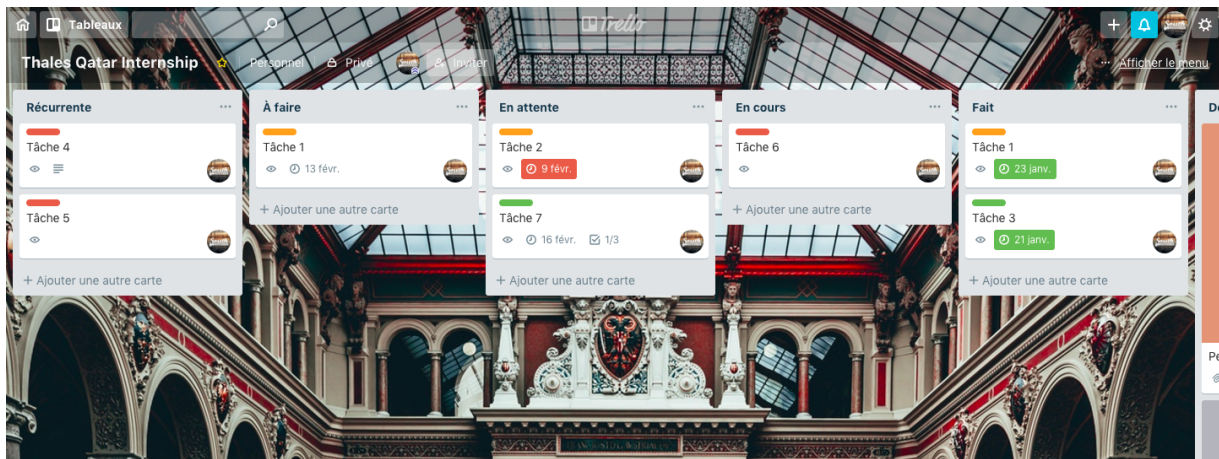 Tableaux
Trello
Thales Qatar Internship
Personnel
Privé
Inviter
Afficher le menu
Récurrente
Tâche 4
Tâche 5
+ Ajouter une autre carte
À faire
Tâche 1
13 févr.
+ Ajouter une autre carte
En attente
Tâche 2
9 févr.
Tâche 7
16 févr.
1/3
+ Ajouter une autre carte
En cours
Tâche 6
+ Ajouter une autre carte
Fait
Tâche 1
23 janv.
Tâche 3
21 janv.
+ Ajouter une autre carte